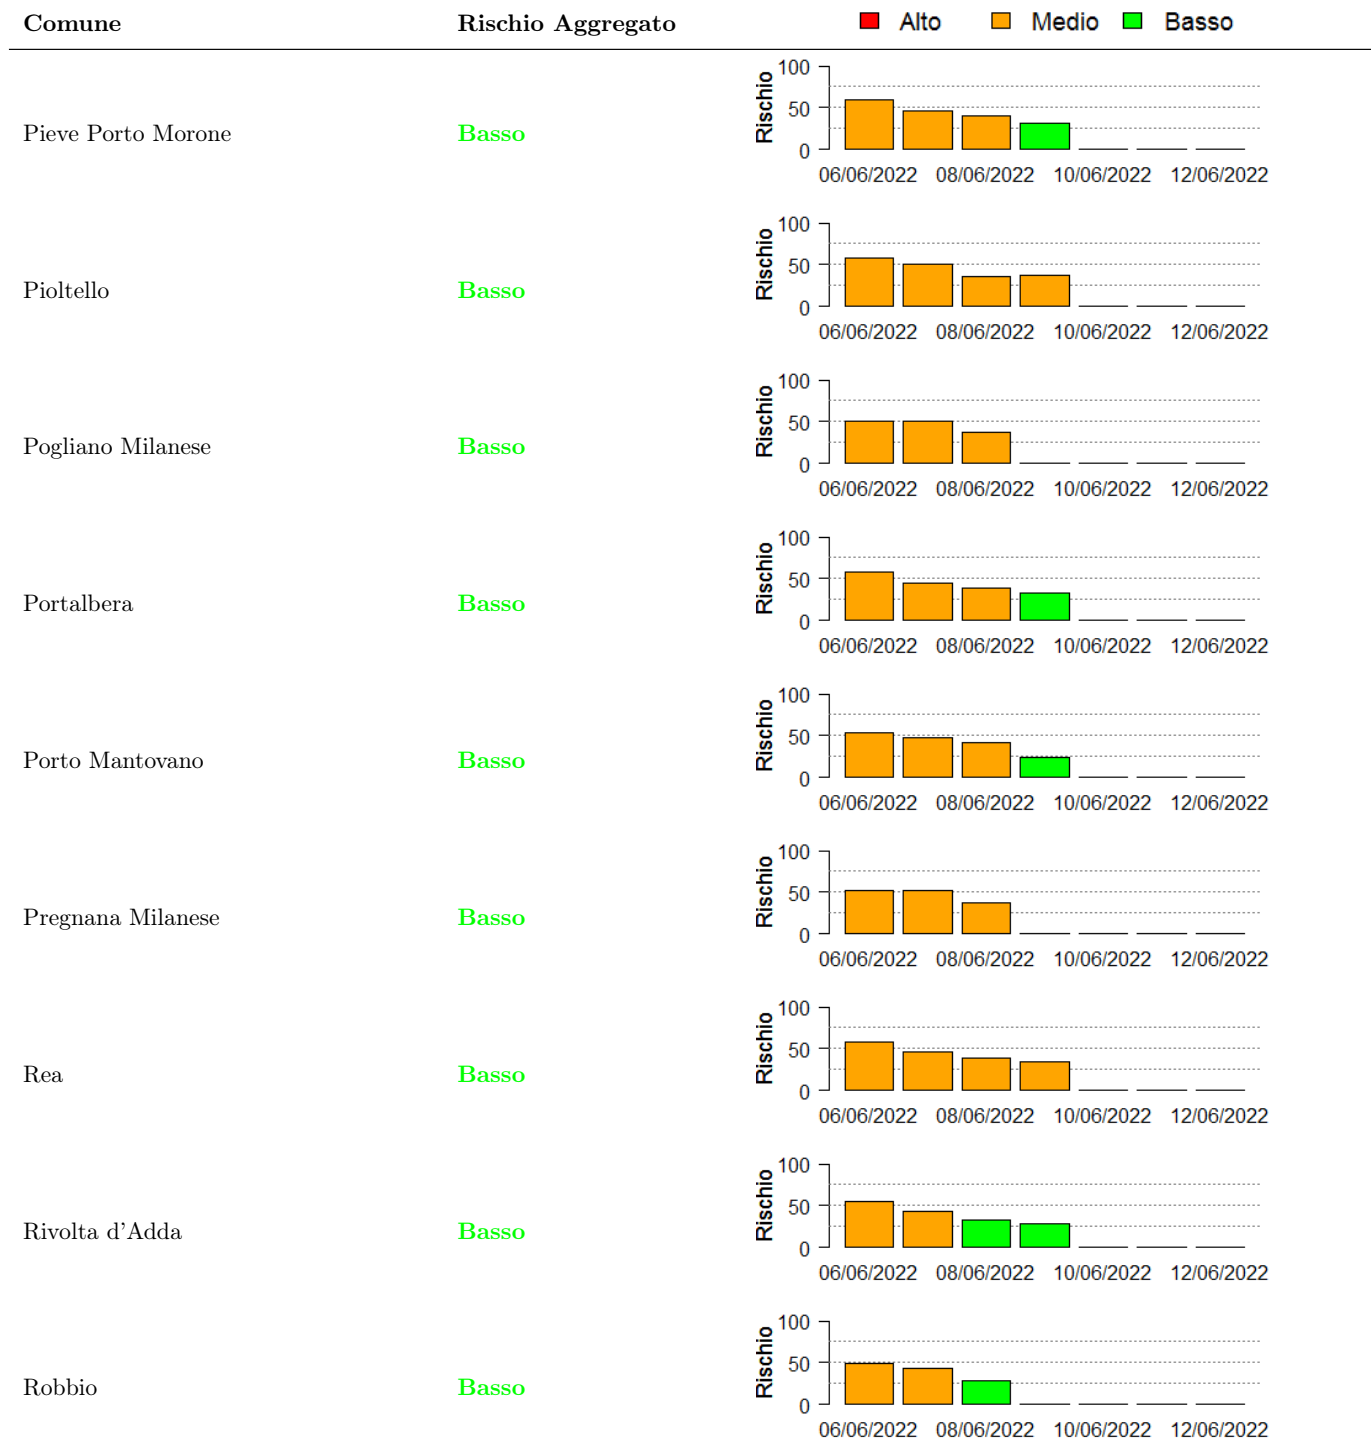 Comune Rischio Aggregato Alto Medio Basso
Pieve Porto Morone Basso Rischio 100 50 0
06/06/2022 08/06/2022 10/06/2022 12/06/2022
Pioltello Basso Rischio 100 50 0
06/06/2022 08/06/2022 10/06/2022 12/06/2022
Pogliano Milanese Basso Rischio 100 50 0
06/06/2022 08/06/2022 10/06/2022 12/06/2022
Portalbera Basso Rischio 100 50 0
06/06/2022 08/06/2022 10/06/2022 12/06/2022
Porto Mantovano Basso Rischio 100 50 0
06/06/2022 08/06/2022 10/06/2022 12/06/2022
Pregnana Milanese Basso Rischio 100 50 0
06/06/2022 08/06/2022 10/06/2022 12/06/2022
Rea Basso Rischio 100 50 0
06/06/2022 08/06/2022 10/06/2022 12/06/2022
Rivolta d'Adda Basso Rischio 100 50 0
06/06/2022 08/06/2022 10/06/2022 12/06/2022
Robbio Basso Rischio 100 50 0
06/06/2022 08/06/2022 10/06/2022 12/06/2022